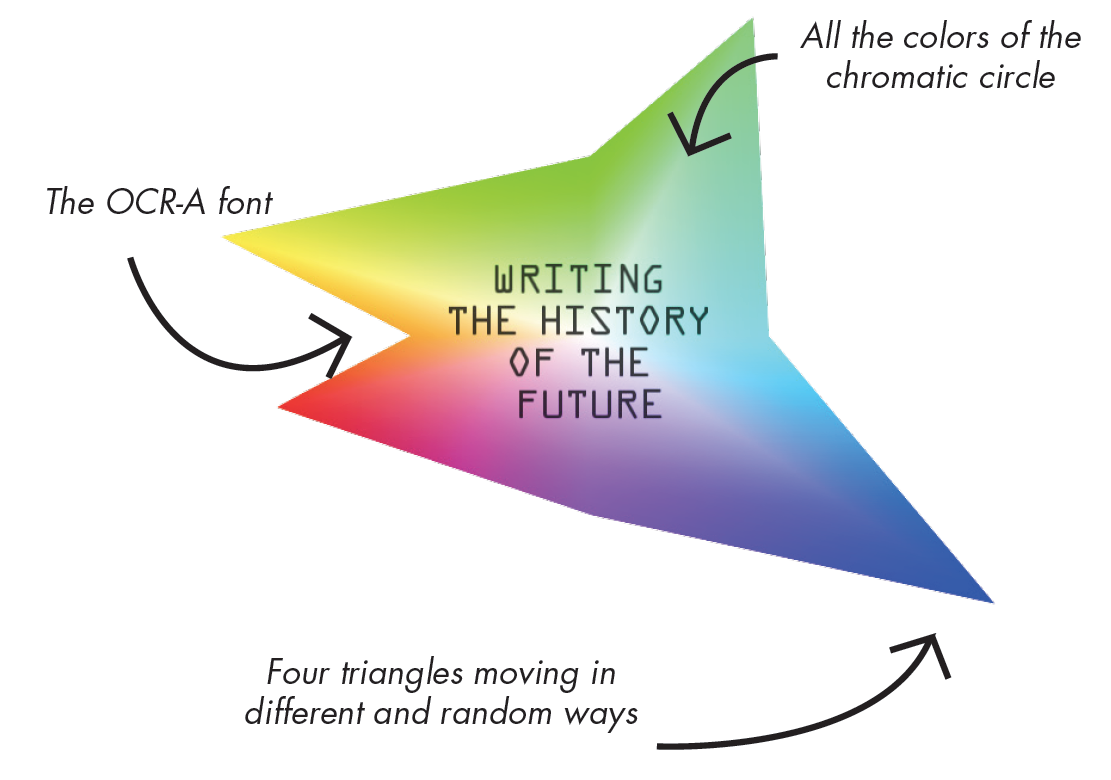 All the colors of the
chromatic circle
The OCR-A font
WRITING
THE HISTORY
OF THE
FUTURE
Four triangles moving in
different and random ways